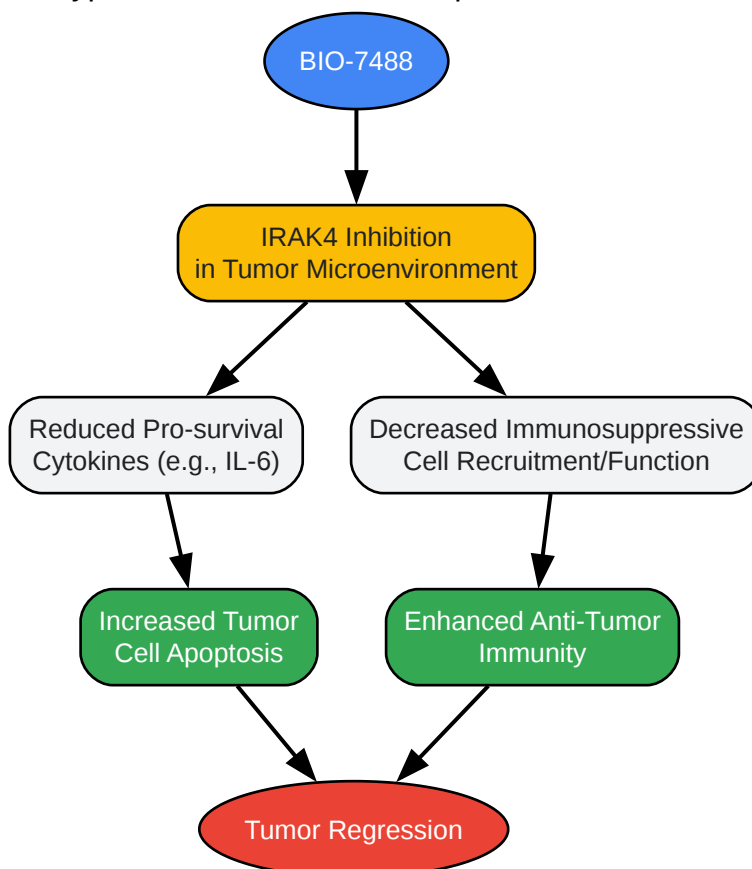 BIO-7488
IRAK4 Inhibition
in Tumor Microenvironment
Reduced Pro-survival
Cytokines (e.g., IL-6)
Decreased Immunosuppressive
Cell Recruitment/Function
Increased Tumor
Cell Apoptosis
Enhanced Anti-Tumor
Immunity
Tumor Regression